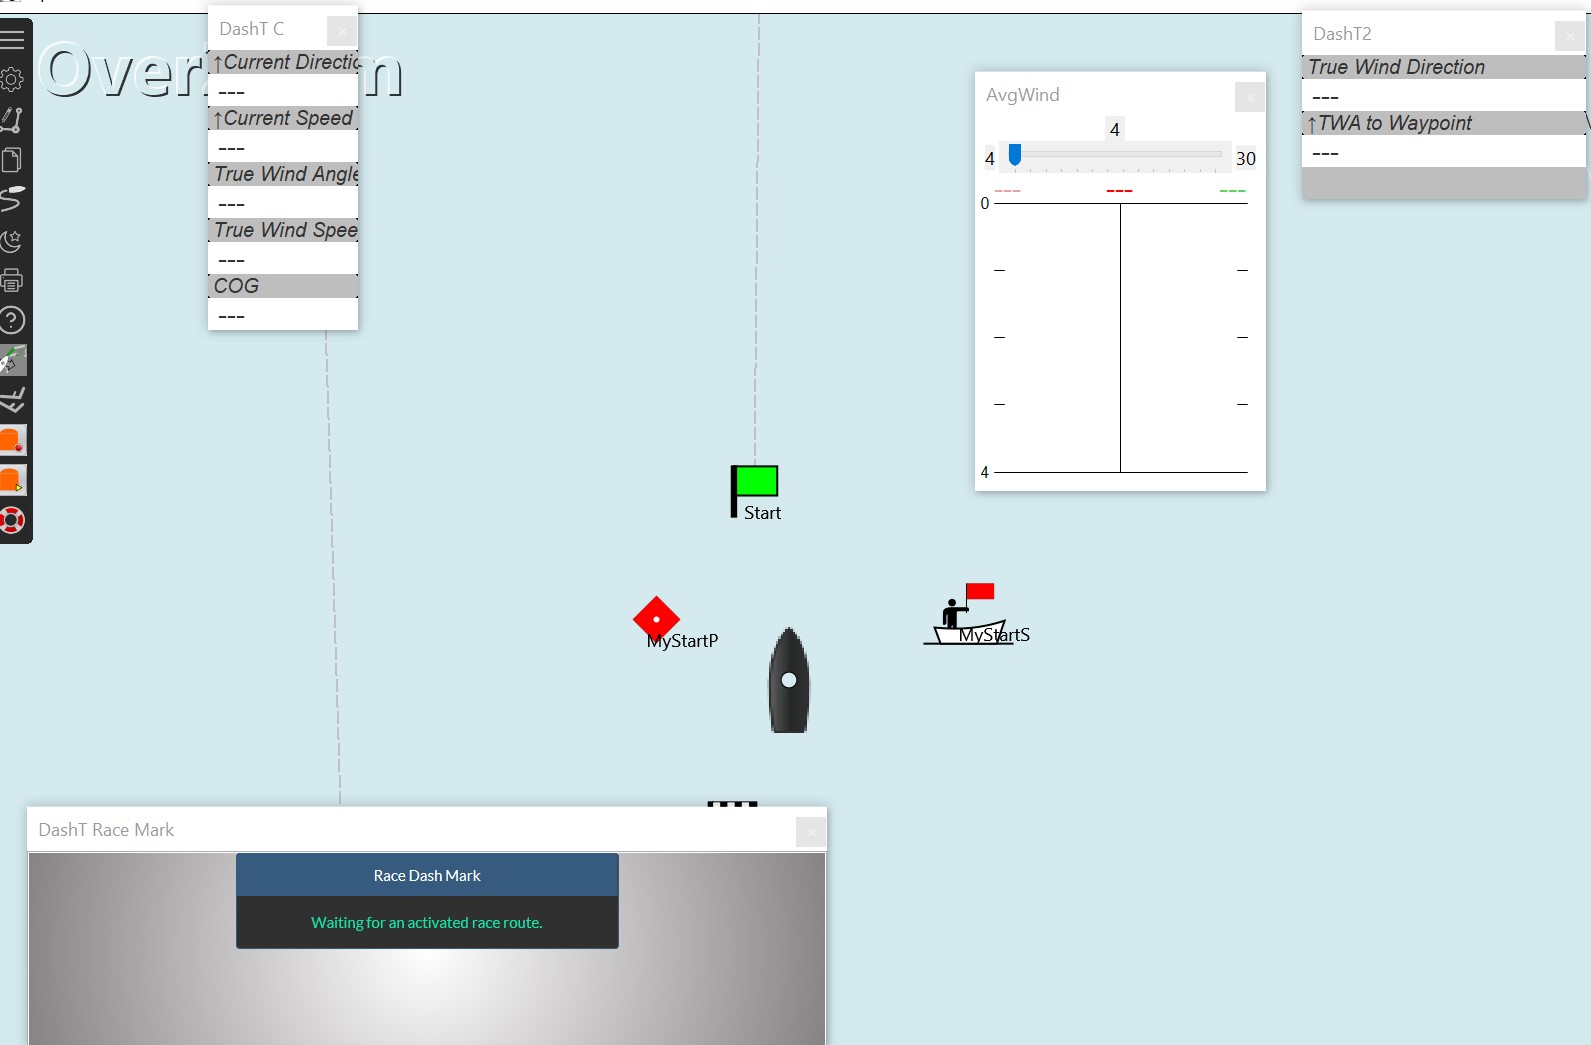 DashT C
↑Current Directio
---
↑Current Speed
---
True Wind Angle
---
True Wind Spee
---
COG
---
AvgWind
4
4
30
--- --- ---
0
4
DashT2
True Wind Direction
---
↑TWA to Waypoint
---
Start
MyStartP
MyStartS
DashT Race Mark
Race Dash Mark
Waiting for an activated race route.